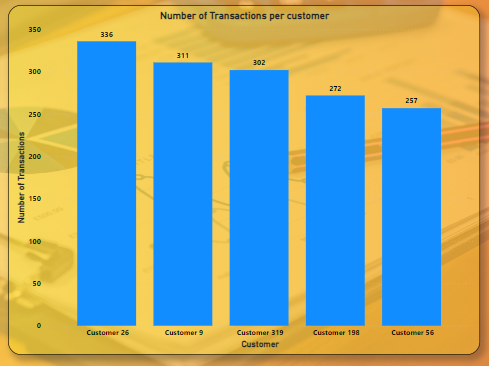 Number of Transactions per customer
Number of Transactions
350
300
250
200
150
100
50
0
336
311
302
272
257
Customer 26
Customer 9
Customer 319
Customer 198
Customer 56
Customer